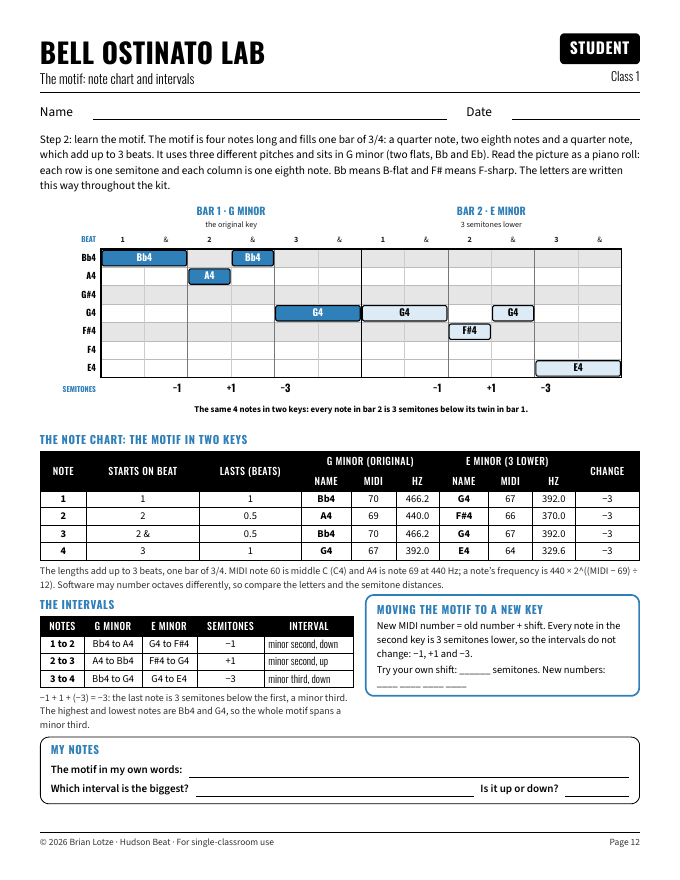 BELL OSTINATO LAB
STUDENT
The motif: note chart and intervals
Class 1
Name
Date
Step 2: learn the motif. The motif is four notes long and fills one bar of 3/4: a quarter note, two eighth notes and a quarter note,
which add up to 3 beats. It uses three different pitches and sits in G minor (two flats, Bb and Eb). Read the picture as a piano roll:
each row is one semitone and each column is one eighth note. Bb means B-flat and F# means F-sharp. The letters are written
this way throughout the kit.
BAR 1 · G MINOR
BAR 2 · E MINOR
the original key
3 semitones lower
BEAT 1 & 2 & 3 & 1 & 2 & 3 &
Bb4 Bb4 Bb4
A4 A4
G#4
G4 G4 G4 G4
F#4 F#4
F4
E4 E4
SEMITONES −1 +1 −3 −1 +1 −3
The same 4 notes in two keys: every note in bar 2 is 3 semitones below its twin in bar 1.
THE NOTE CHART: THE MOTIF IN TWO KEYS
NOTE STARTS ON BEAT LASTS (BEATS) G MINOR (ORIGINAL) E MINOR (3 LOWER) CHANGE
NAME MIDI HZ NAME MIDI HZ
1 1 1 Bb4 70 466.2 G4 67 392.0 −3
2 2 0.5 A4 69 440.0 F#4 66 370.0 −3
3 2 & 0.5 Bb4 70 466.2 G4 67 392.0 −3
4 3 1 G4 67 392.0 E4 64 329.6 −3
The lengths add up to 3 beats, one bar of 3/4. MIDI note 60 is middle C (C4) and A4 is note 69 at 440 Hz; a note's frequency is 440 × 2^((MIDI − 69) ÷
12). Software may number octaves differently, so compare the letters and the semitone distances.
THE INTERVALS
NOTES G MINOR E MINOR SEMITONES INTERVAL
1 to 2 Bb4 to A4 G4 to F#4 −1 minor second, down
2 to 3 A4 to Bb4 F#4 to G4 +1 minor second, up
3 to 4 Bb4 to G4 G4 to E4 −3 minor third, down
−1 + 1 + (−3) = −3: the last note is 3 semitones below the first, a minor third.
The highest and lowest notes are Bb4 and G4, so the whole motif spans a
minor third.
MOVING THE MOTIF TO A NEW KEY
New MIDI number = old number + shift. Every note in the
second key is 3 semitones lower, so the intervals do not
change: −1, +1 and −3.
Try your own shift: ______ semitones. New numbers:
____ ____ ____ ____
MY NOTES
The motif in my own words:
Which interval is the biggest? Is it up or down?
© 2026 Brian Lotze · Hudson Beat · For single-classroom use
Page 12